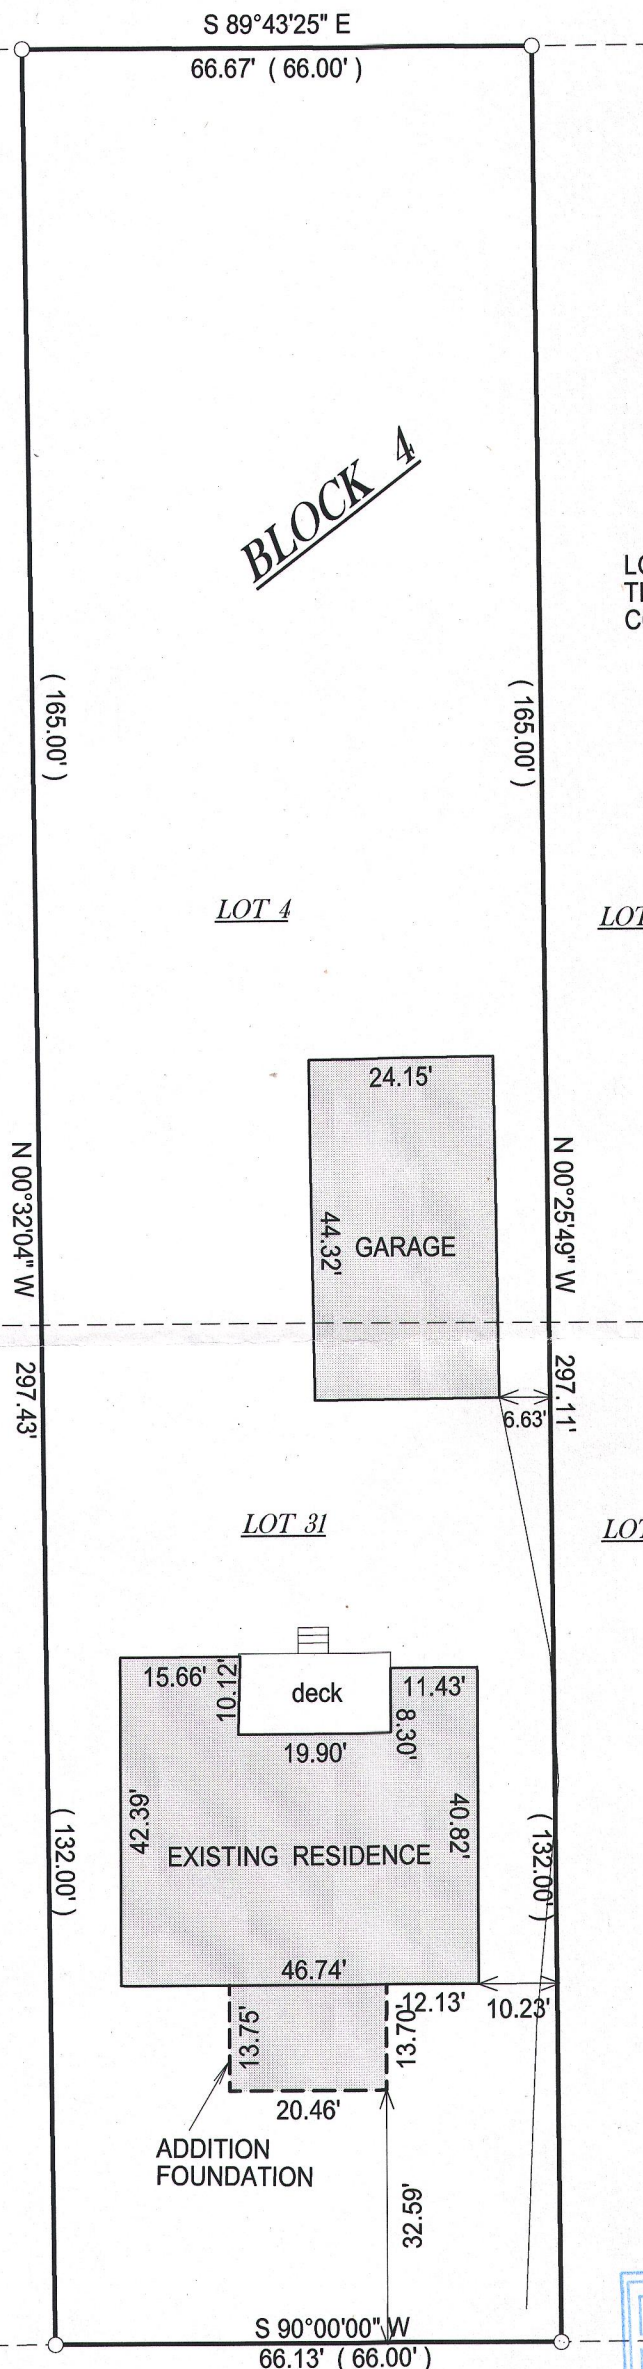 S 89°43'25" E
66.67' ( 66.00' )
BLOCK 4
( 165.00' )
( 165.00' )
LOT 4
LOT
24.15'
44.32'
GARAGE
N 00°32'04" W
297.43'
N 00°25'49" W
297.11'
6.63'
LOT 31
LOT
15.66'
10.12'
deck
11.43'
8.30'
19.90'
42.39'
40.82'
EXISTING RESIDENCE
( 132.00' )
( 132.00' )
46.74'
12.13'
10.23'
13.75'
13.70'
20.46'
ADDITION
FOUNDATION
32.59'
S 90°00'00" W
66.13' ( 66.00' )